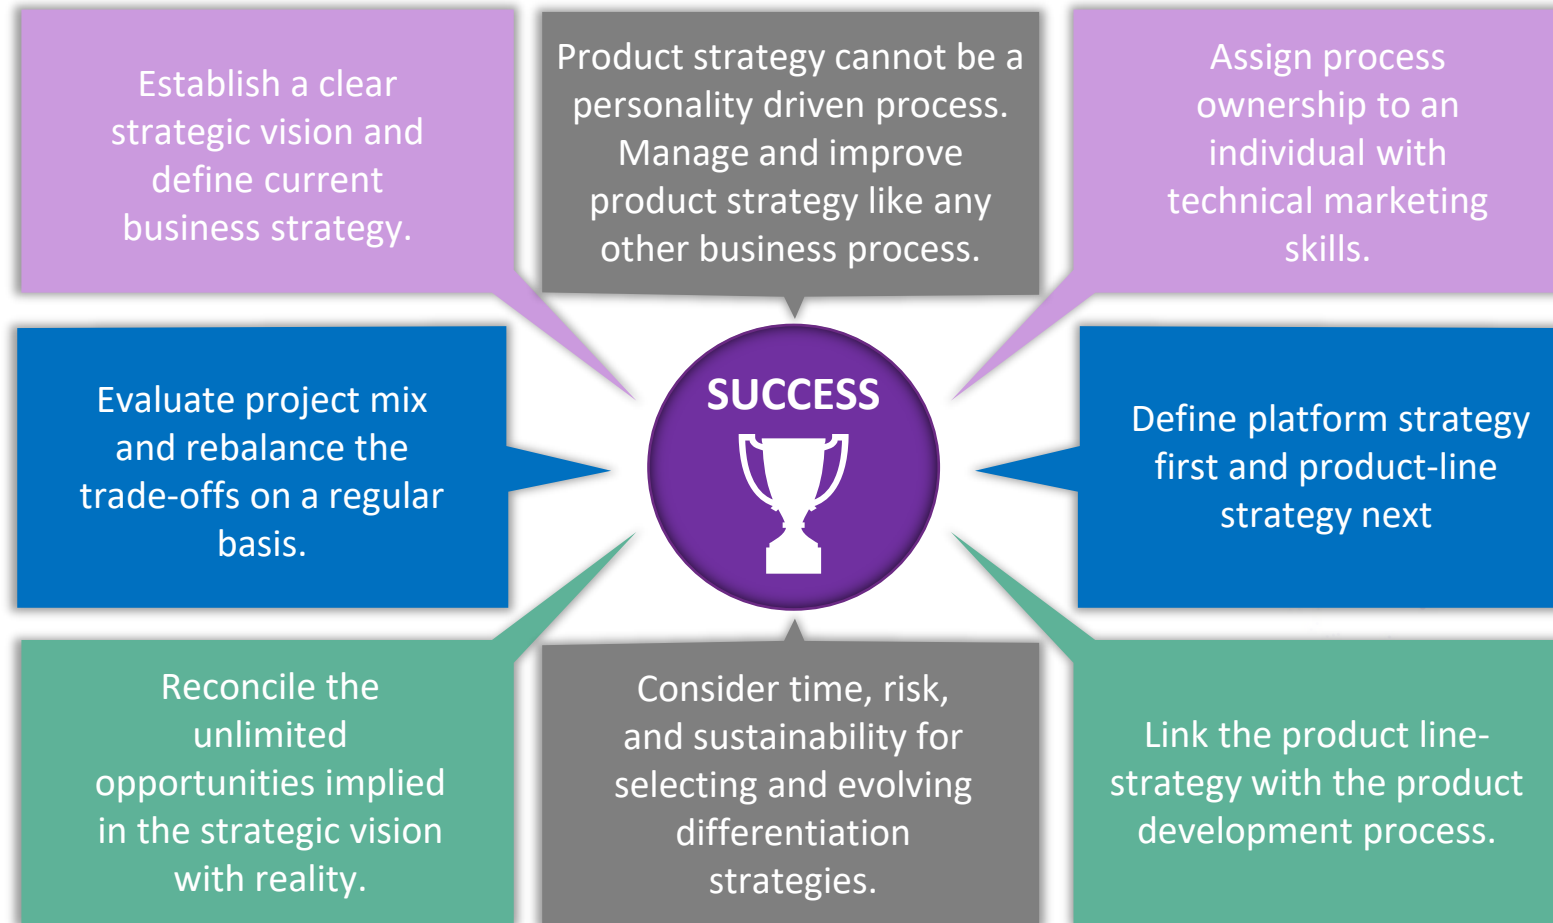 Establish a clear
strategic vision and
define current
business strategy.
Product strategy cannot be a
personality driven process.
Manage and improve
product strategy like any
other business process.
Assign process
ownership to an
individual with
technical marketing
skills.
Evaluate project mix
and rebalance the
trade-offs on a regular
basis.
SUCCESS
Define platform strategy
first and product-line
strategy next
Reconcile the
unlimited
opportunities implied
in the strategic vision
with reality.
Consider time, risk,
and sustainability for
selecting and evolving
differentiation
strategies.
Link the product line-
strategy with the product
development process.